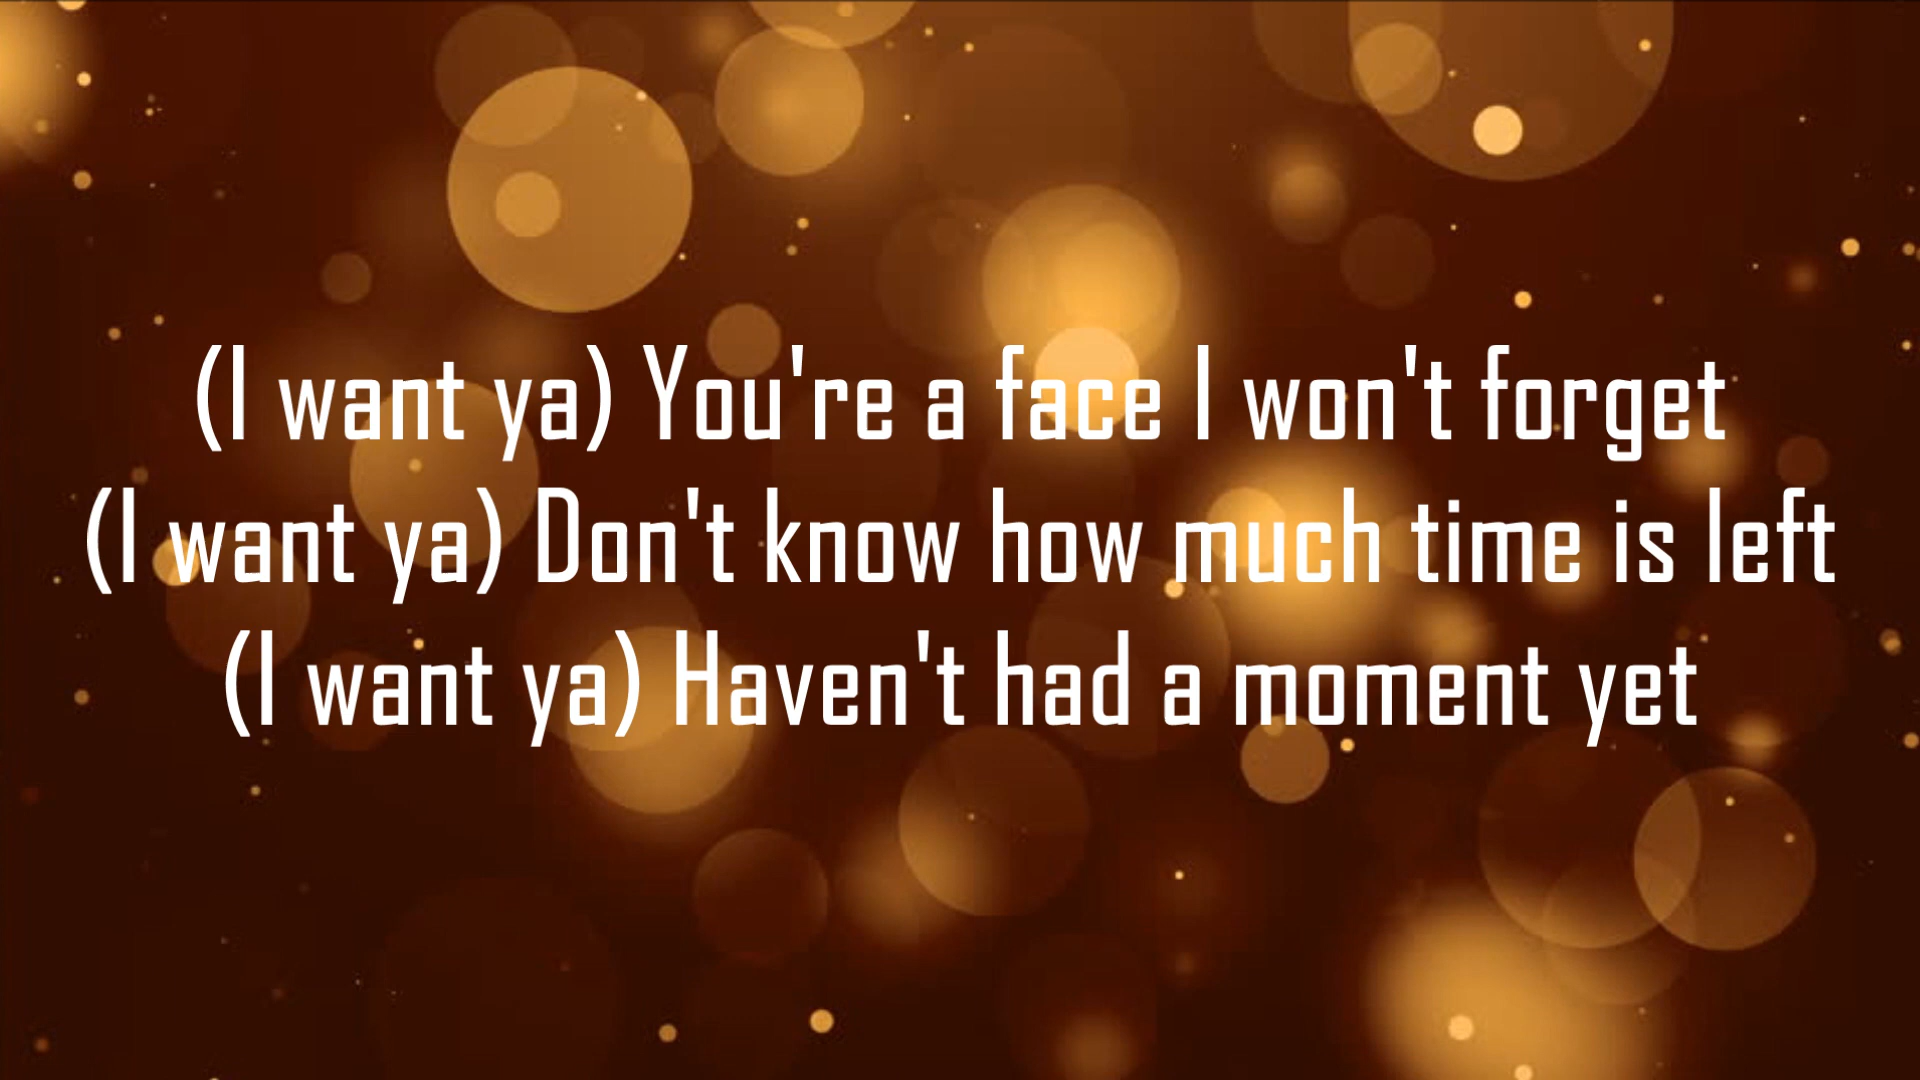 (I want ya) You're a face I won't forget
(I want ya) Don't know how much time is left
(I want ya) Haven't had a moment yet